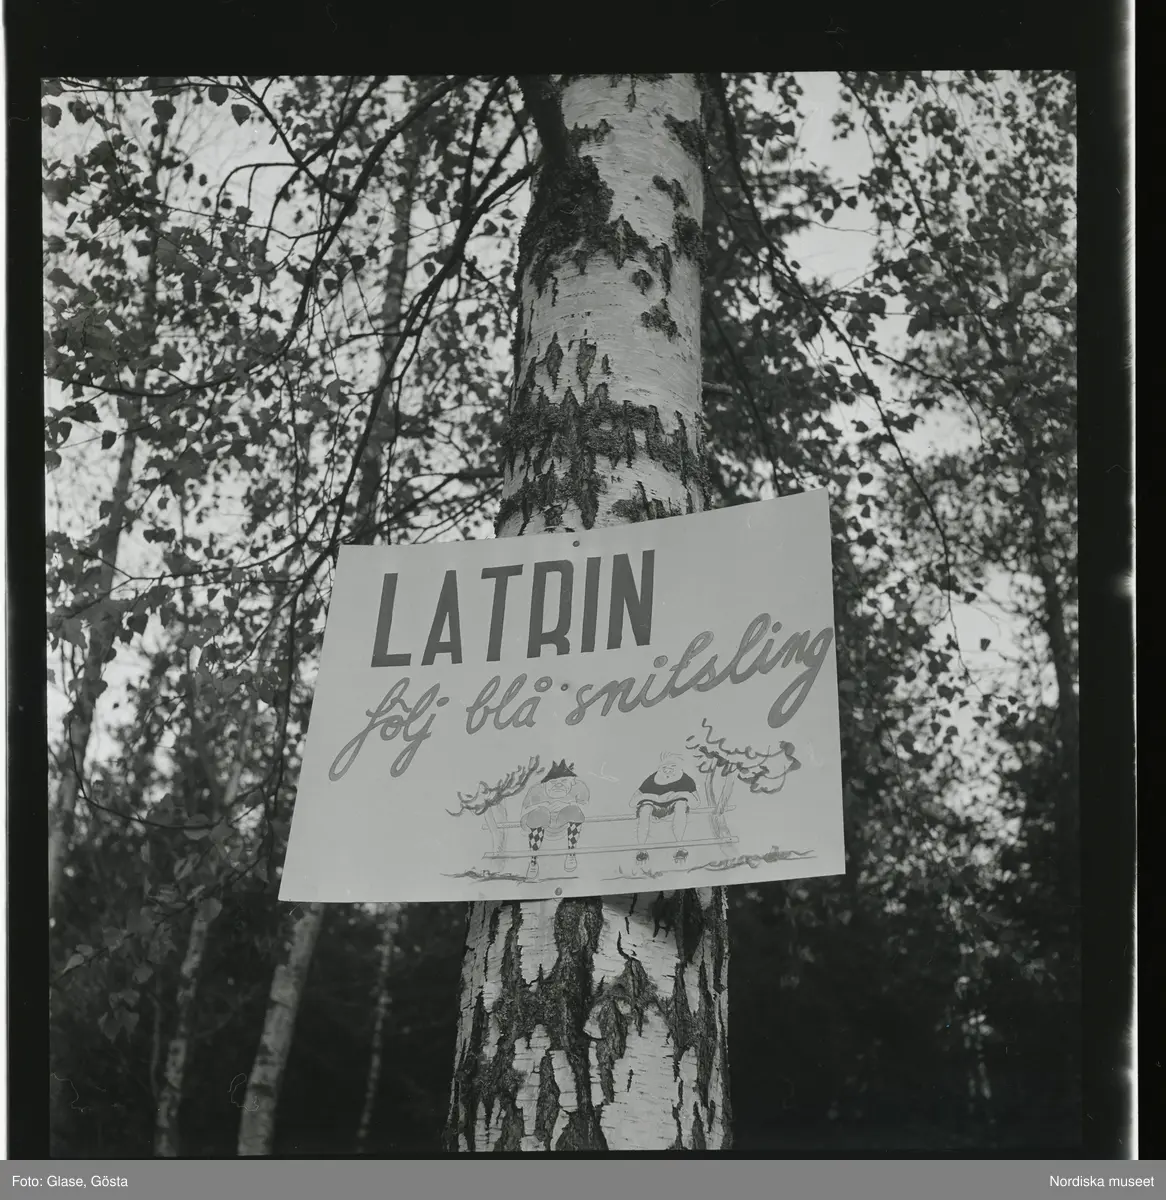 LATRIN
följ blå snitsling
Foto: Glase, Gösta
Nordiska museet